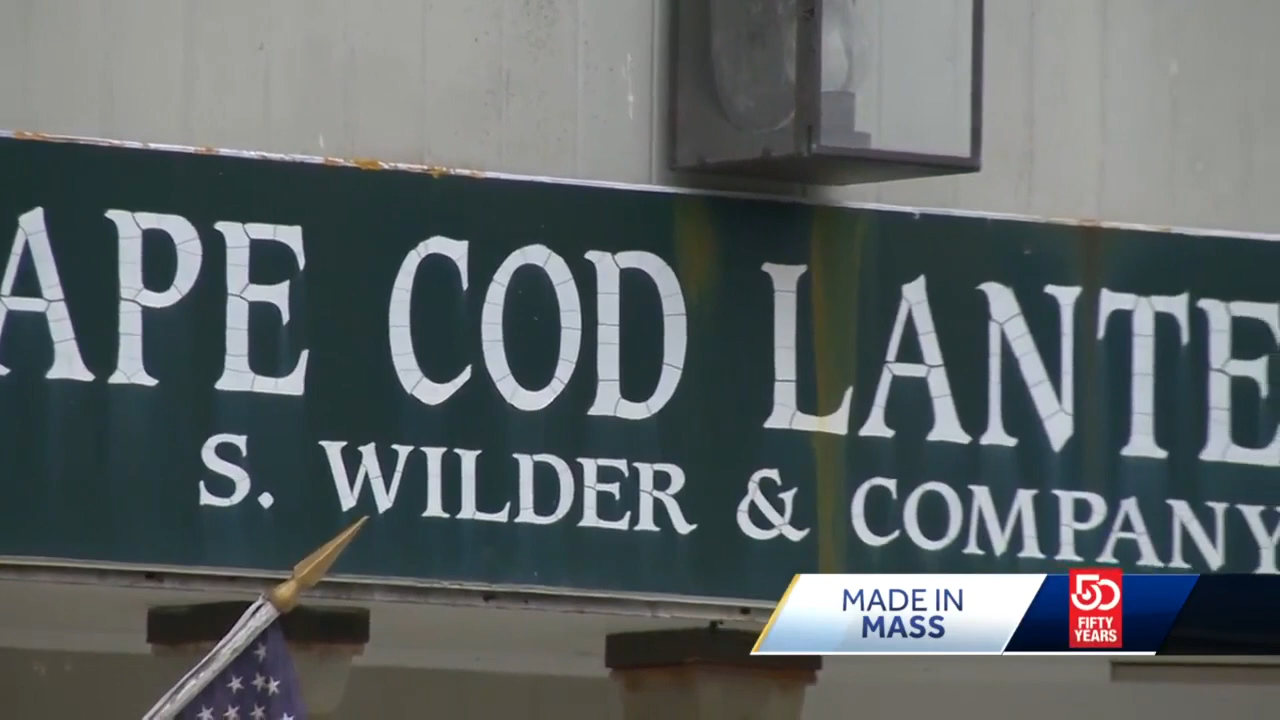 APE COD LANTE
S. WILDER & COMPANY
MADE IN
MASS
50
FIFTY
YEARS